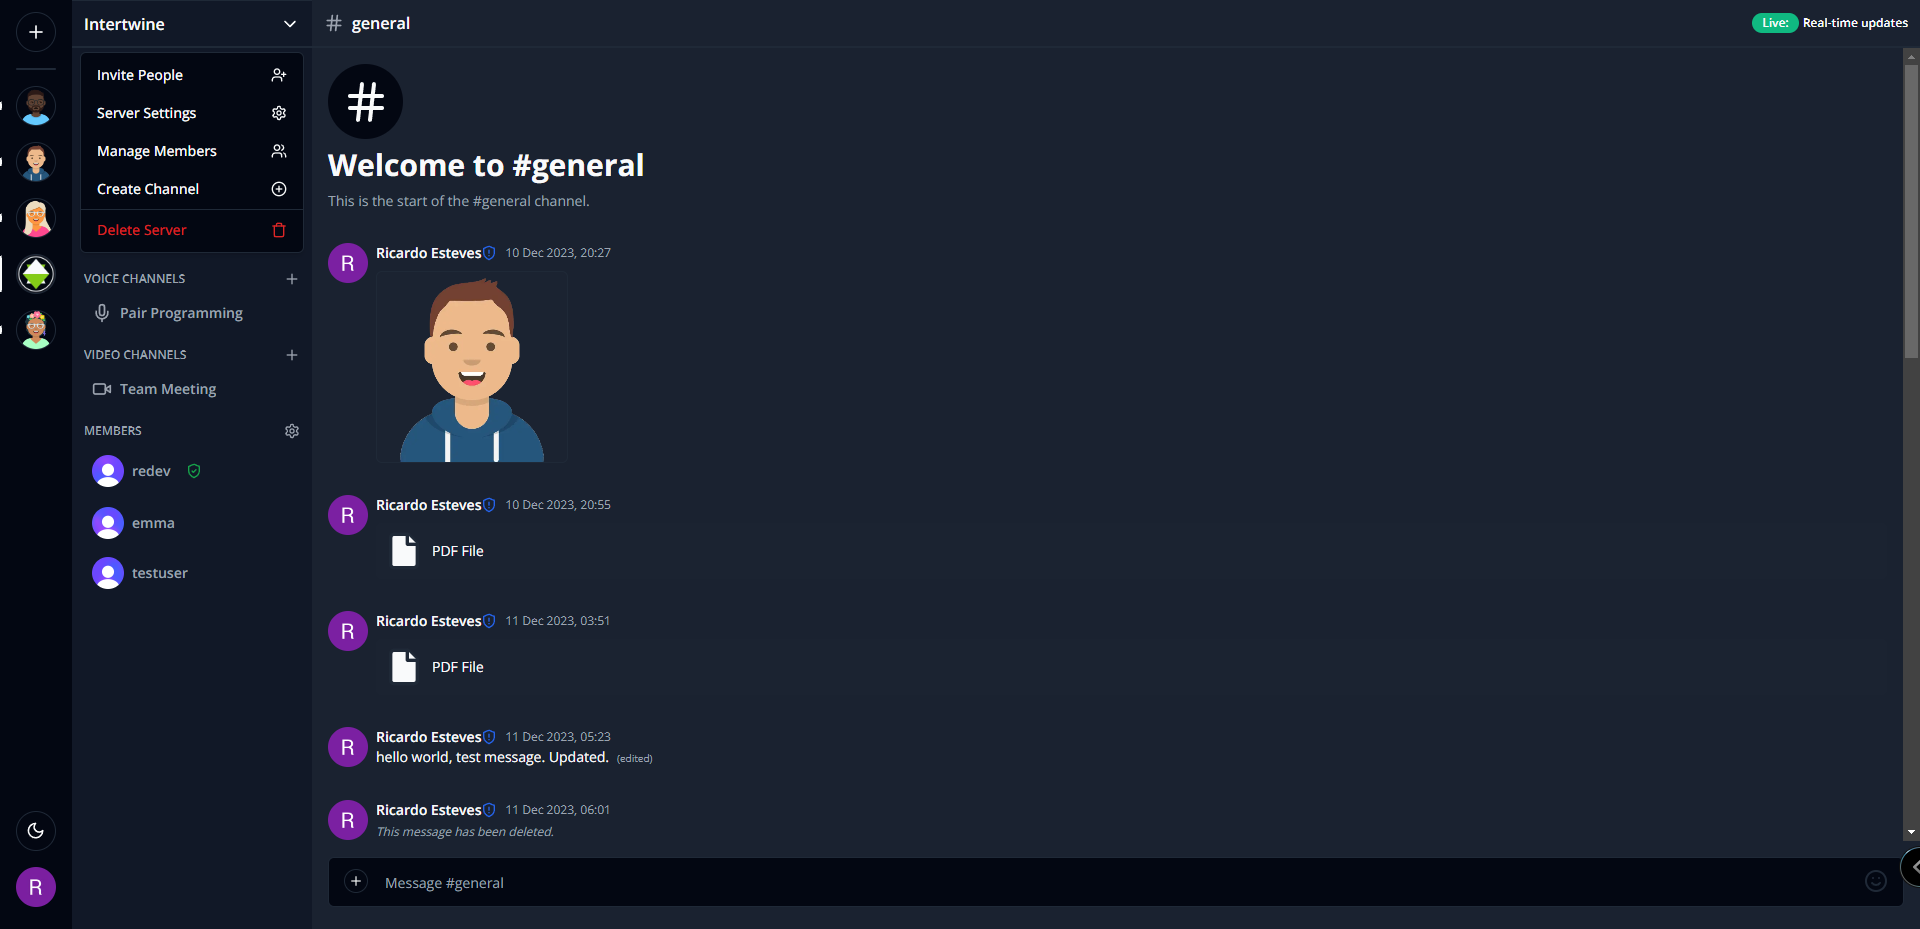 Intertwine
Invite People
Server Settings
Manage Members
Create Channel
Delete Server
VOICE CHANNELS
Pair Programming
VIDEO CHANNELS
Team Meeting
MEMBERS
redev
emma
testuser
R
# general
Live: Real-time updates
#
Welcome to #general
This is the start of the #general channel.
R Ricardo Esteves 10 Dec 2023, 20:27
R Ricardo Esteves 10 Dec 2023, 20:55
PDF File
R Ricardo Esteves 11 Dec 2023, 03:51
PDF File
R Ricardo Esteves 11 Dec 2023, 05:23
hello world, test message. Updated. (edited)
R Ricardo Esteves 11 Dec 2023, 06:01
This message has been deleted.
Message #general